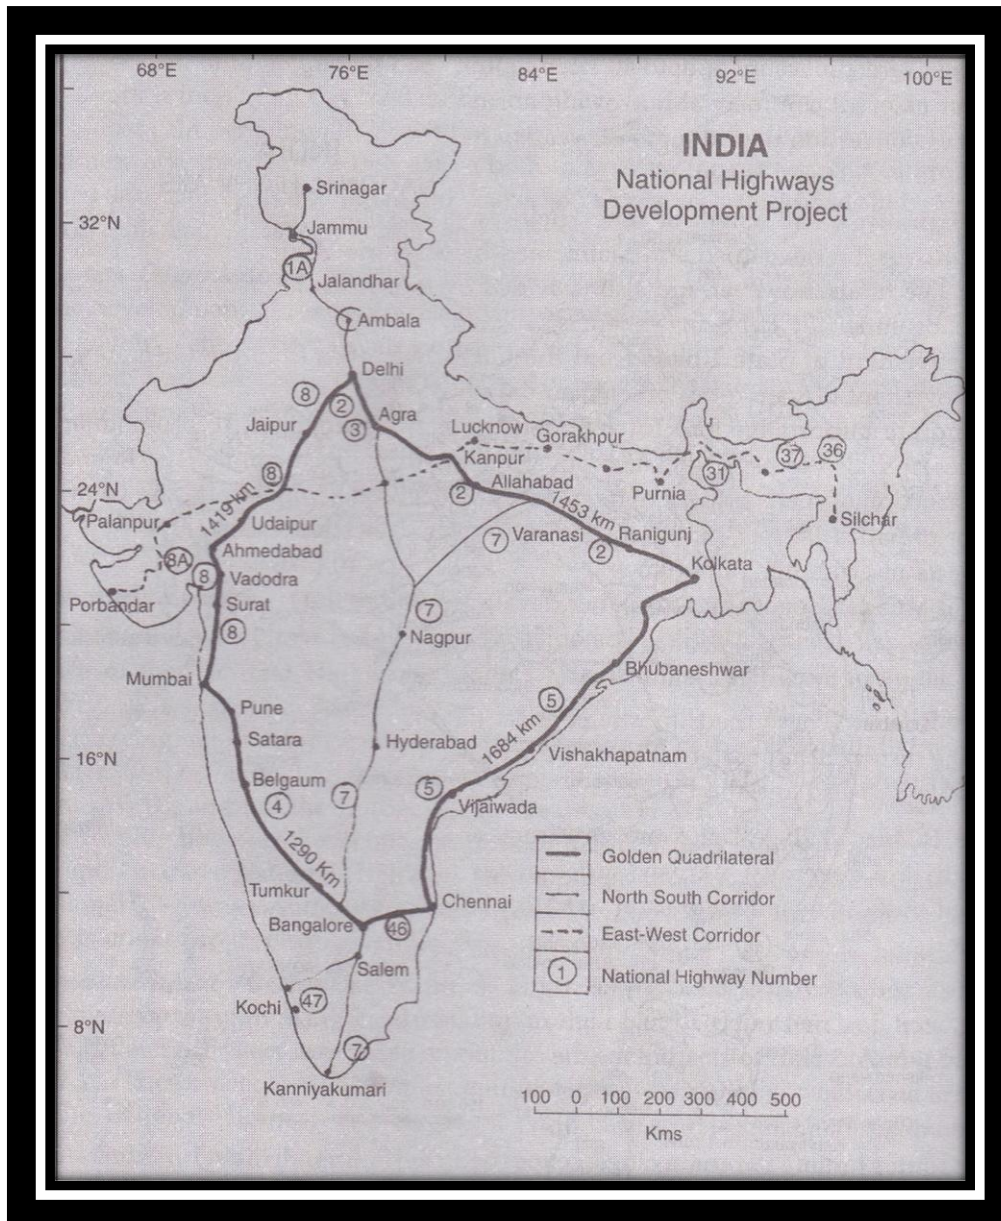 68°E 76°E 84°E 92°E 100°E
INDIA
National Highways
Development Project
Srinagar
32°N
Jammu
1A
Jalandhar
Ambala
Delhi
8
2
3
Agra
Jaipur
Lucknow
Gorakhpur
37
36
Kanpur
31
8
24°N
2
Allahabad
Purnia
1419 km
1453 km
Palanpur
Udaipur
Silchar
7
Varanasi
2
Ranigunj
Ahmedabad
8A
Kolkata
8
Vadodra
Porbandar
Surat
7
8
Nagpur
Mumbai
Bhubaneshwar
5
Pune
Satara
Hyderabad
1684 km
16°N
Vishakhapatnam
Belgaum
4
7
5
Vijaiwada
1290 Km
Golden Quadrilateral
Tumkur
North South Corridor
Chennai
Bangalore
46
East-West Corridor
Salem
1
National Highway Number
Kochi
47
8°N
7
Kanniyakumari
100 0 100 200 300 400 500
Kms